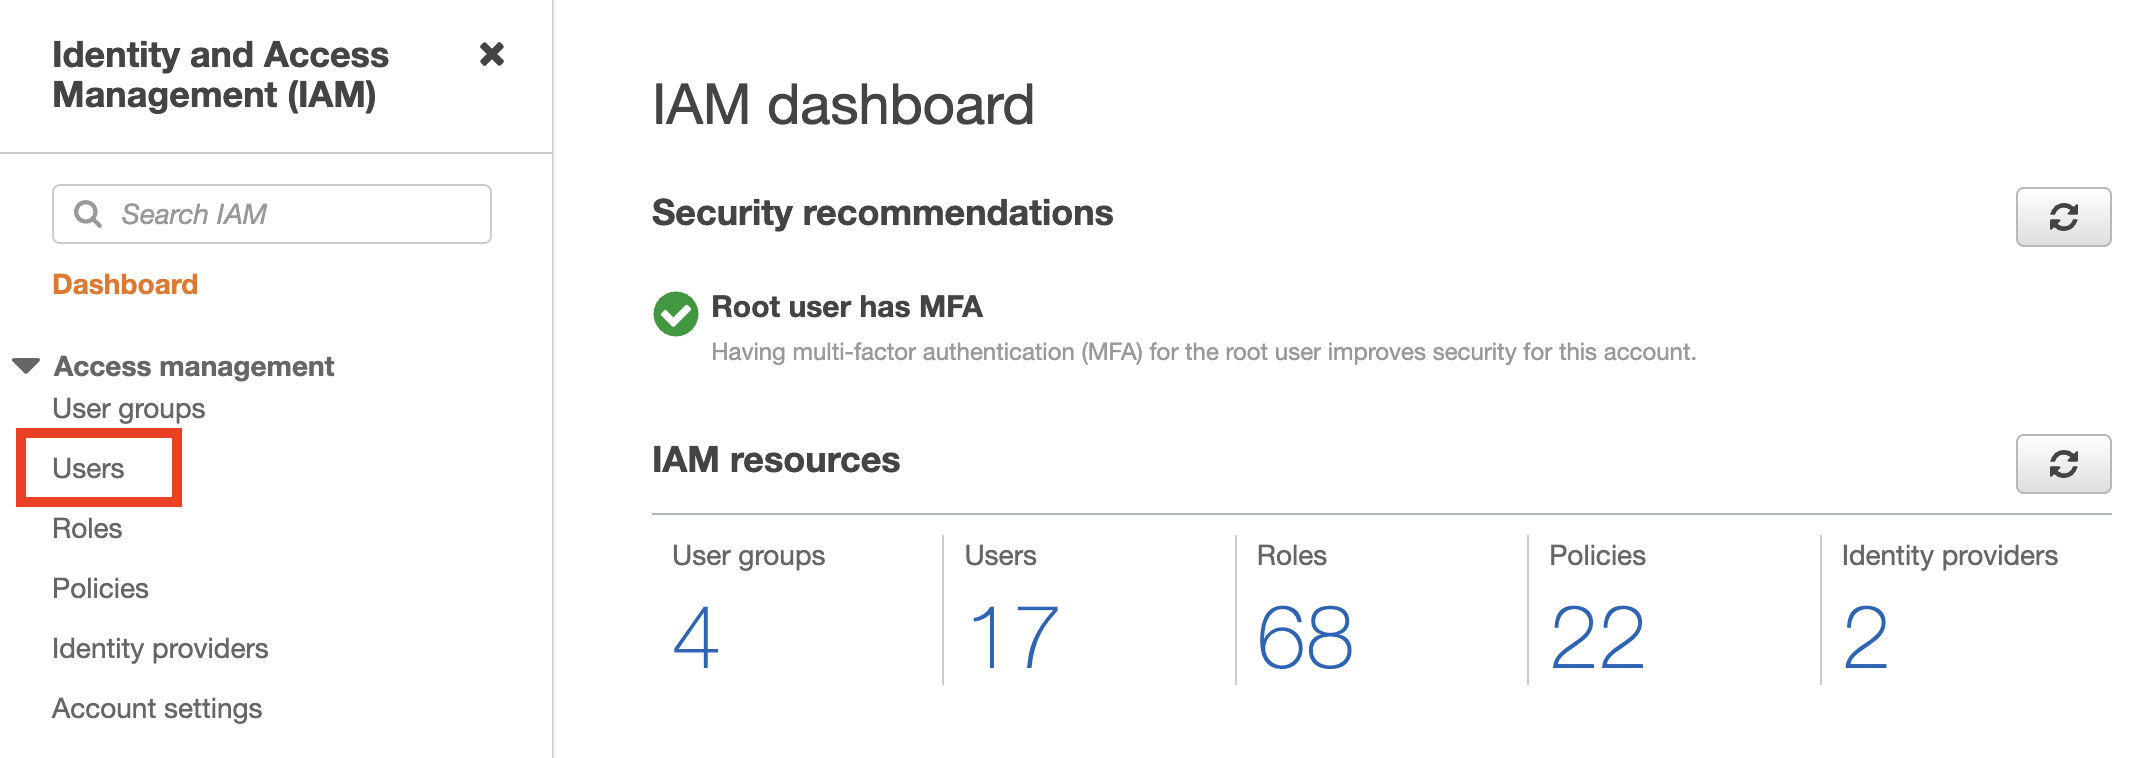 Identity and Access
Management (IAM)
Search IAM
Dashboard
Access management
User groups
Users
Roles
Policies
Identity providers
Account settings
IAM dashboard
Security recommendations
Root user has MFA
Having multi-factor authentication (MFA) for the root user improves security for this account.
IAM resources
User groups
Users
Roles
Policies
Identity providers
4
17
68
22
2